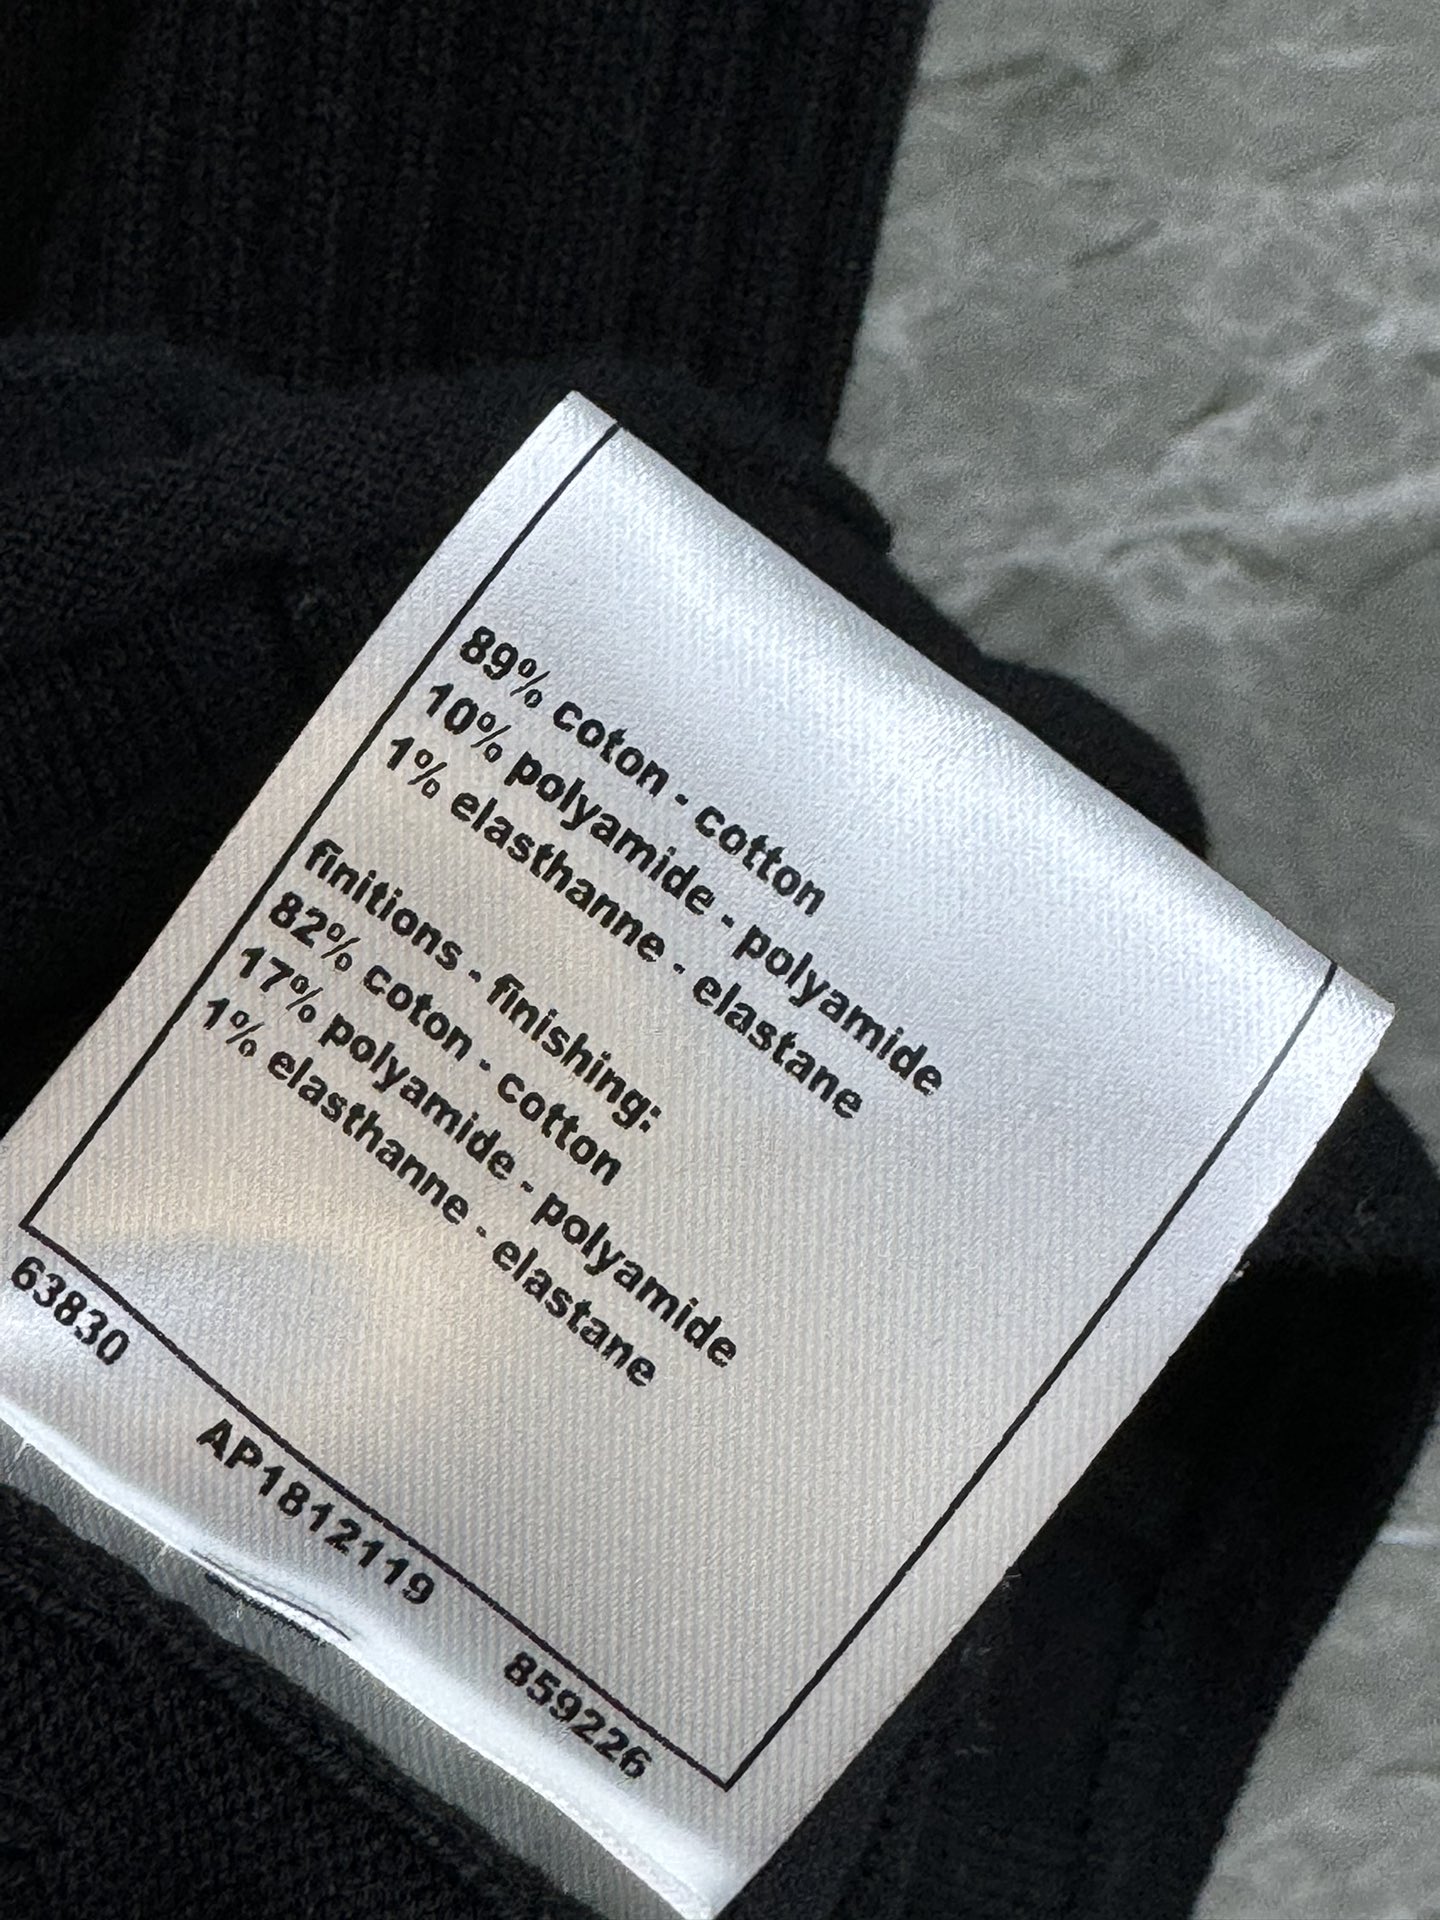 89% coton - cotton
10% polyamide - polyamide
1% elasthanne - elastane
finitions - finishing:
82% coton - cotton
17% polyamide - polyamide
1% elasthanne - elastane
63830 AP1812119 859226